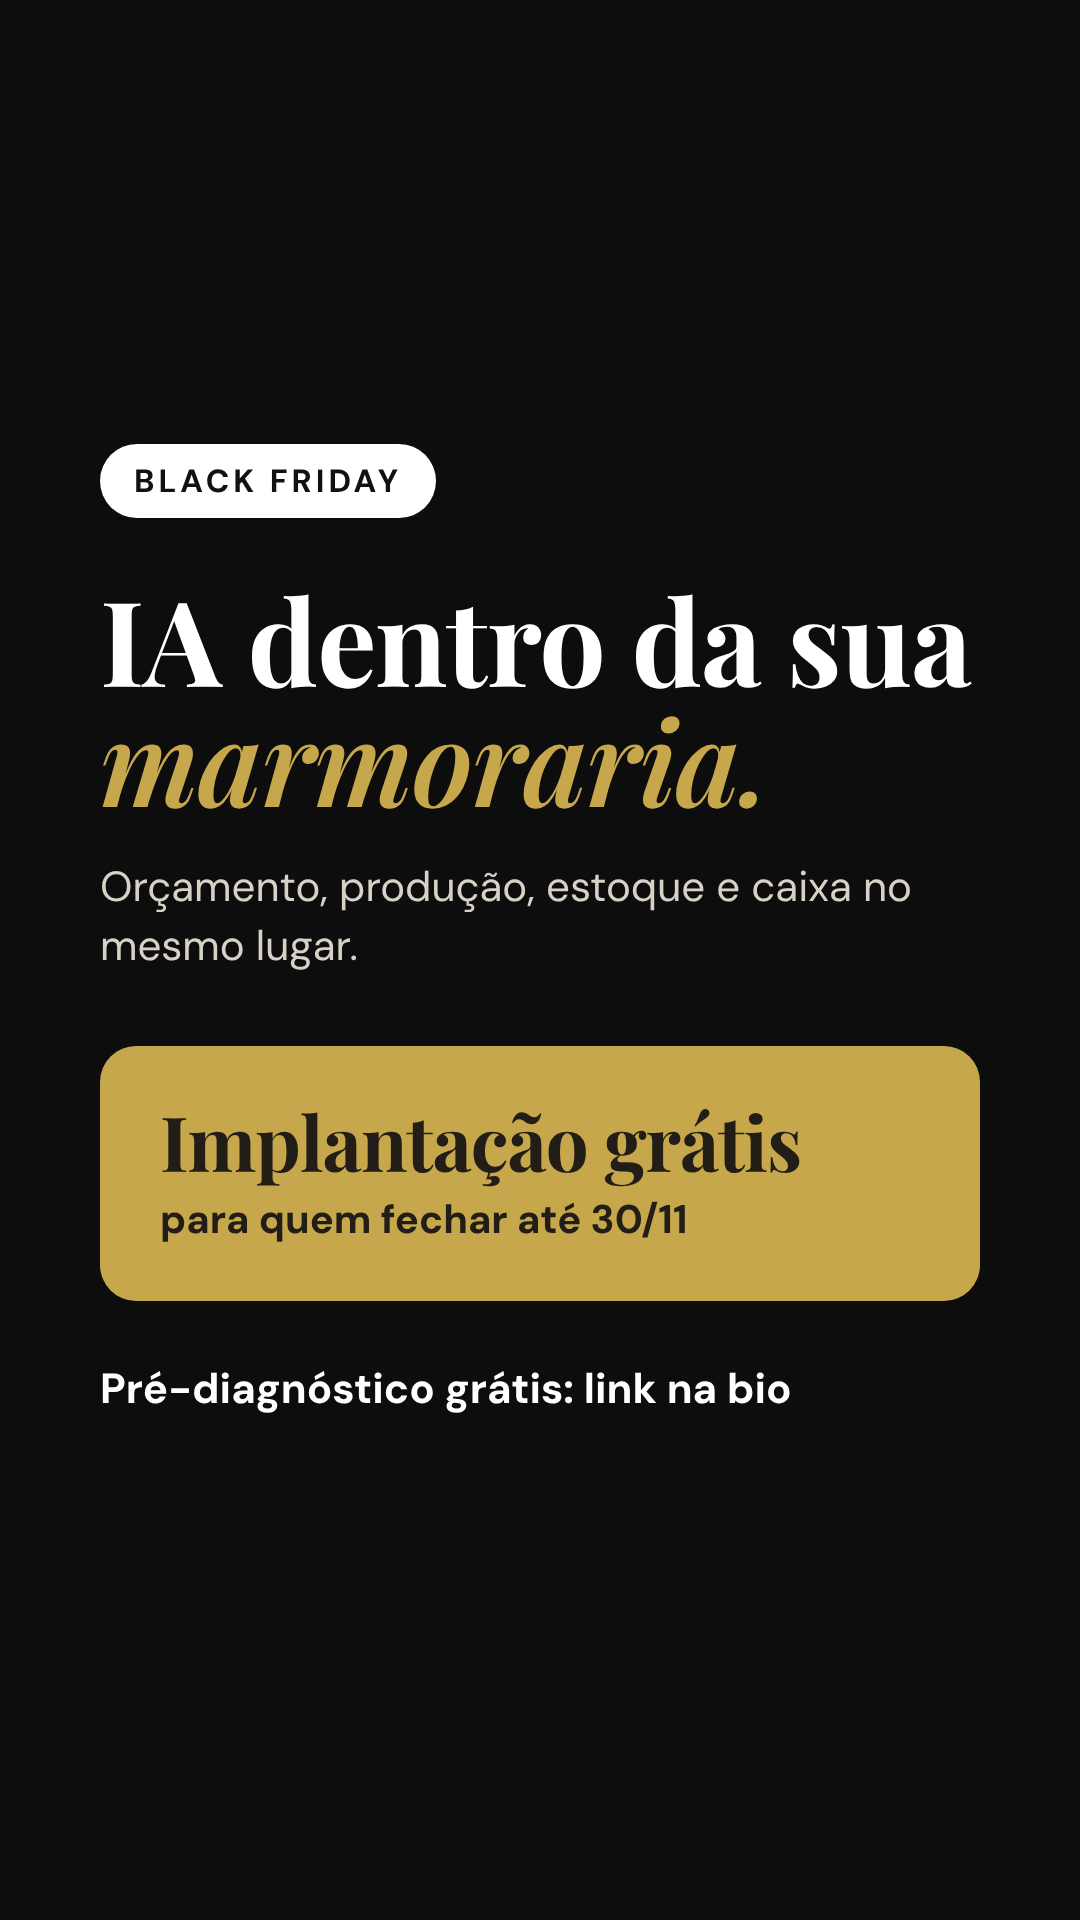 BLACK FRIDAY
IA dentro da sua
marmoraria.
Orçamento, produção, estoque e caixa no
mesmo lugar.
Implantação grátis
para quem fechar até 30/11
Pré-diagnóstico grátis: link na bio